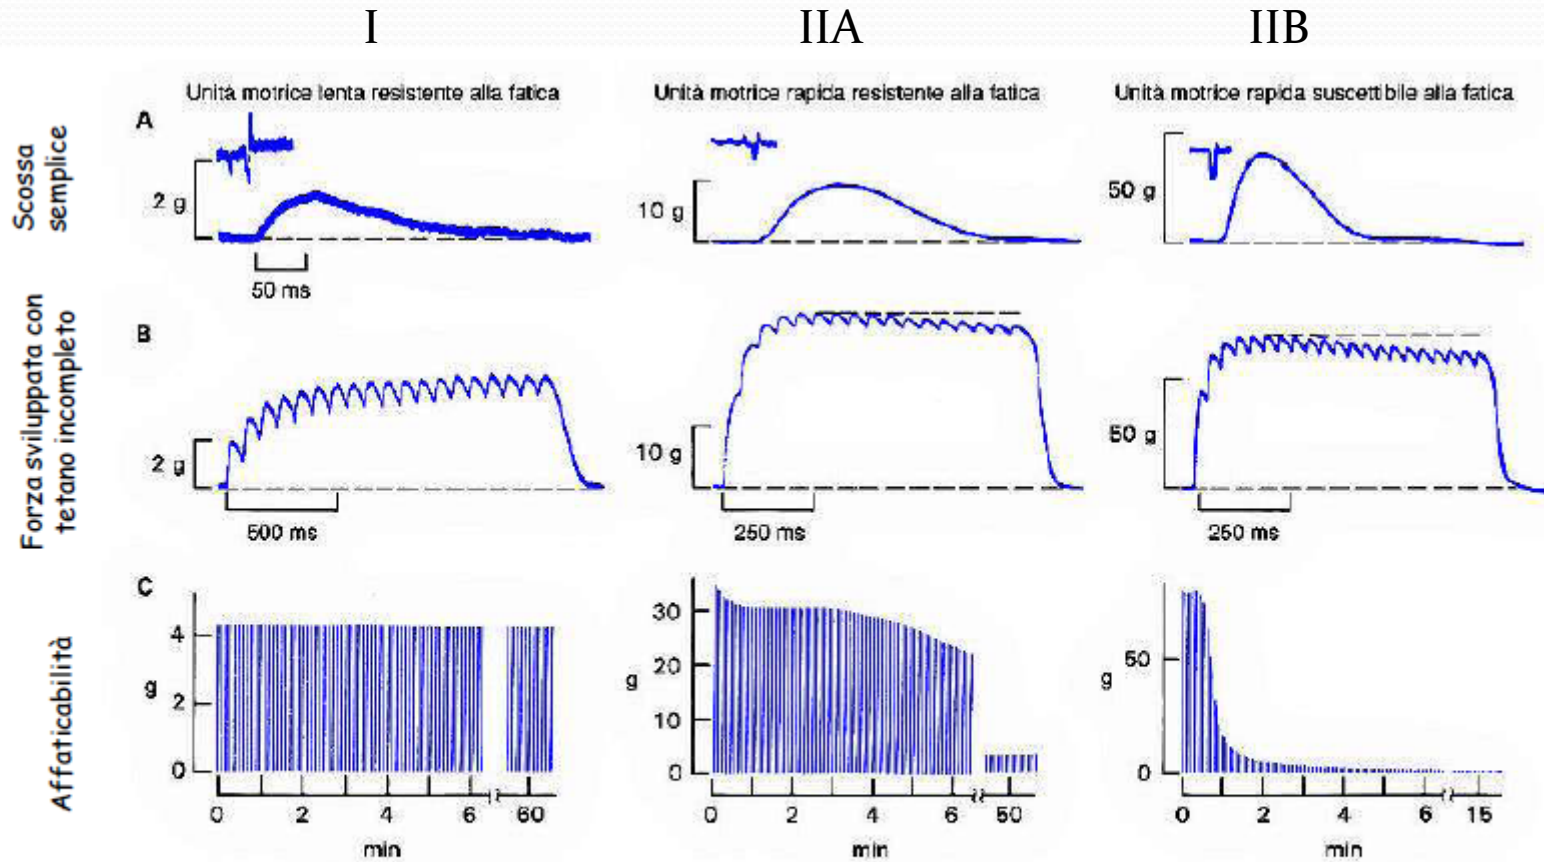 I IIA IIB
Unità motrice lenta resistente alla fatica
Unità motrice rapida resistente alla fatica
Unità motrice rapida suscettibile alla fatica
Scossa
semplice
A
2 g
50 ms
10 g
50 g
Forza sviluppata con
tetano incompleto
B
2 g
500 ms
10 g
250 ms
50 g
250 ms
Affaticabilità
C
4
g
2
0
0 2 4 6 60
min
30
20
g
10
0
0 2 4 6 50
min
50
g
0
0 2 4 6 15
min